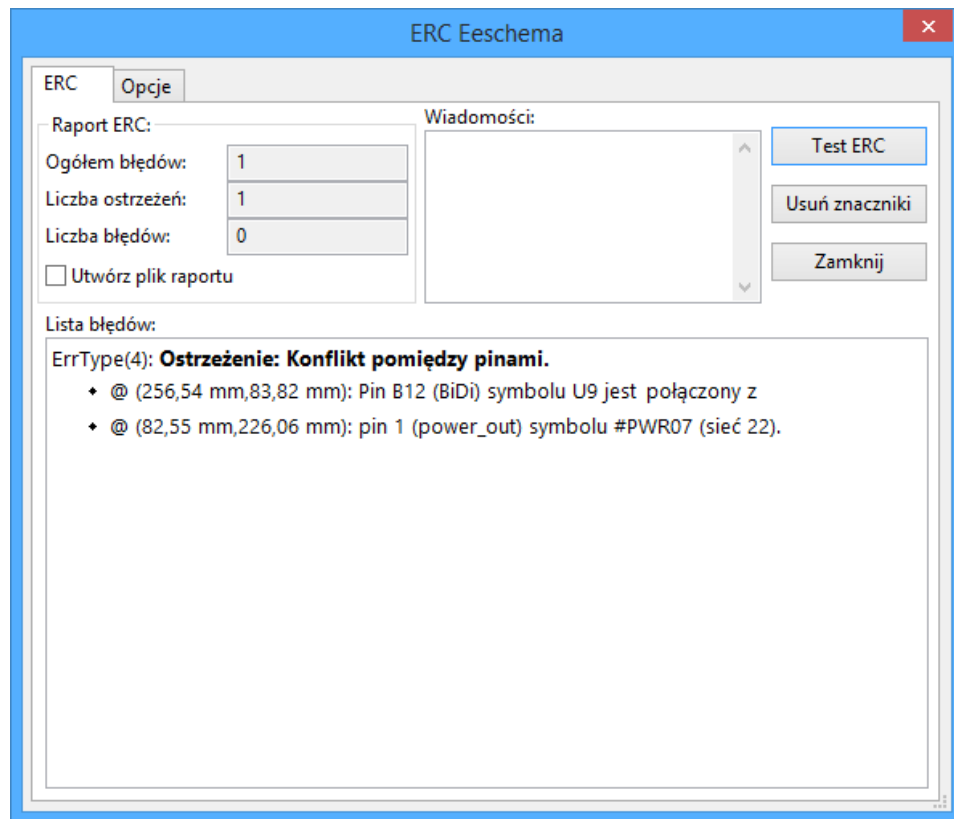 ERC Eeschema
ERC
Opcje
Raport ERC:
Ogółem błędów: 1
Liczba ostrzeżeń: 1
Liczba błędów: 0
Utwórz plik raportu
Wiadomości:
Test ERC
Usuń znaczniki
Zamknij
Lista błędów:
ErrType(4): Ostrzeżenie: Konflikt pomiędzy pinami.
@ (256,54 mm,83,82 mm): Pin B12 (BiDi) symbolu U9 jest połączony z
@ (82,55 mm,226,06 mm): pin 1 (power_out) symbolu #PWR07 (sieć 22).